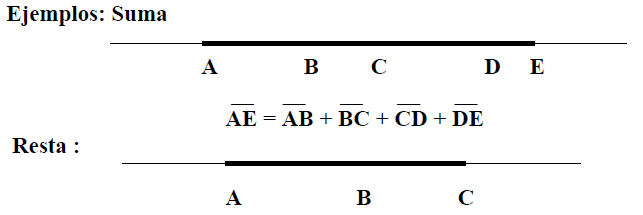 Ejemplos: Suma
A B C D E
AE = AB + BC + CD + DE
Resta :
A B C